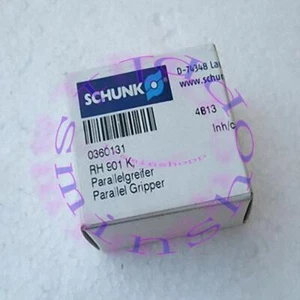 SCHUNK
D-74348 La
www.schun
4B13
Inh/c
0360131
RH 901 K,
Parallelgreifer
Parallel Gripper